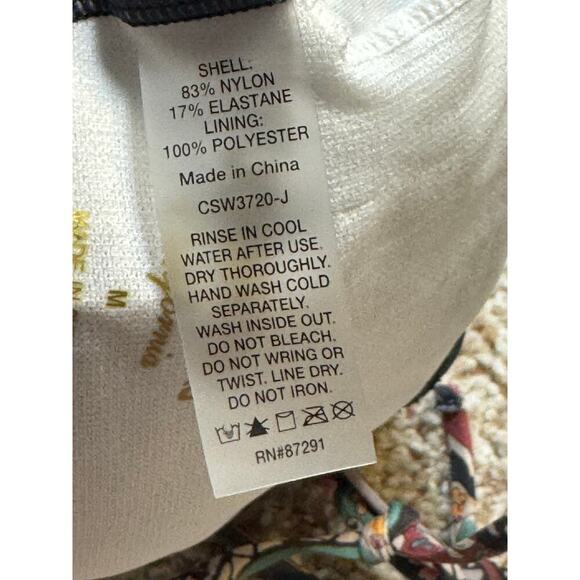 SHELL:
83% NYLON
17% ELASTANE
LINING:
100% POLYESTER
Made in China
CSW3720-J
RINSE IN COOL
WATER AFTER USE.
DRY THOROUGHLY.
HAND WASH COLD
SEPARATELY.
WASH INSIDE OUT.
DO NOT BLEACH.
DO NOT WRING OR
TWIST. LINE DRY.
DO NOT IRON.
RN#87291
MADE IN
M